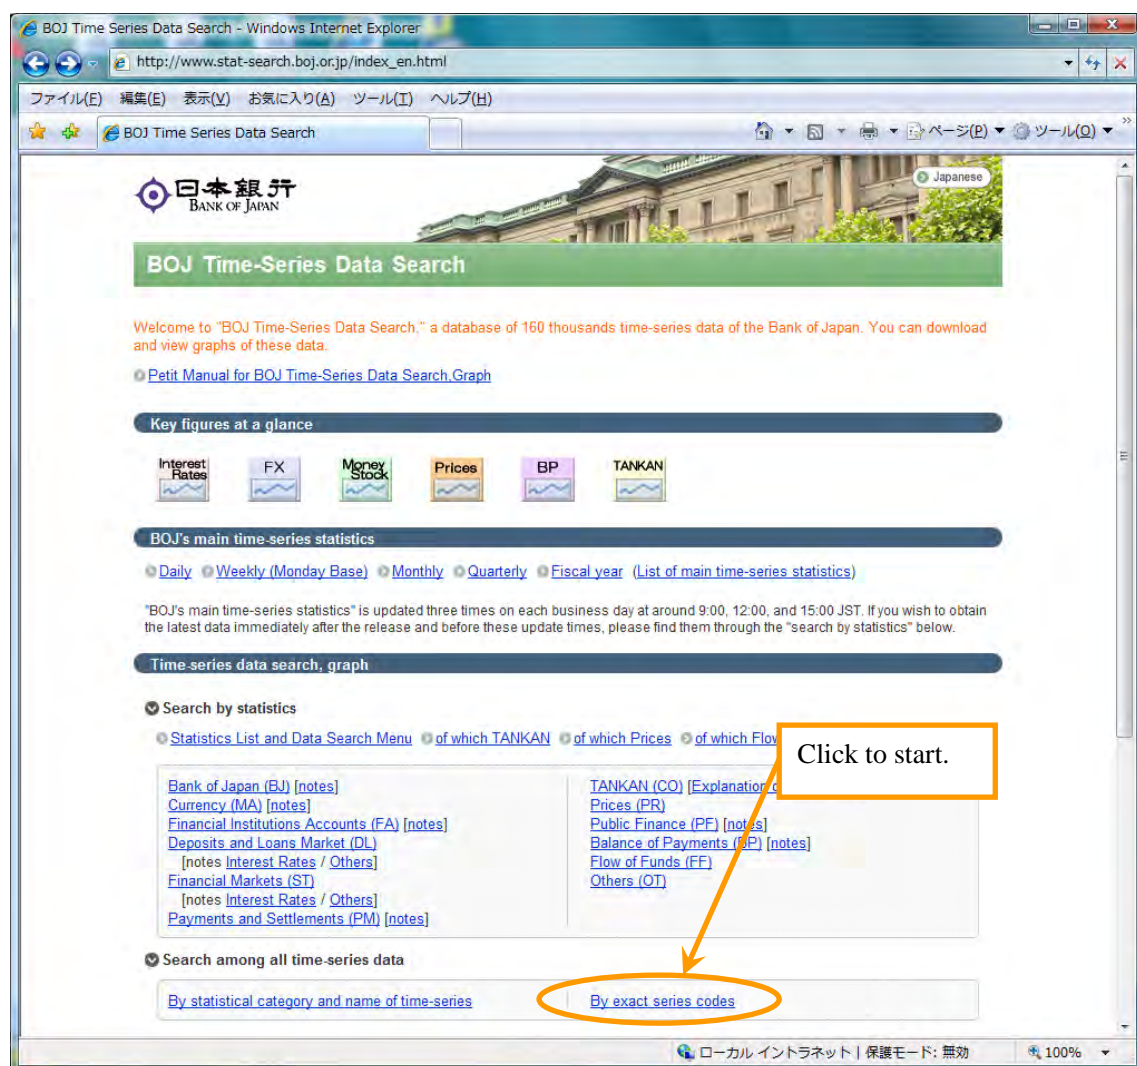 BOJ Time Series Data Search - Windows Internet Explorer
http://www.stat-search.boj.or.jp/index_en.html
ファイル(F) 編集(E) 表示(V) お気に入り(A) ツール(T) ヘルプ(H)
BOJ Time Series Data Search
ページ(P) ツール(O)
Japanese
日本銀行
BANK OF JAPAN
BOJ Time-Series Data Search
Welcome to "BOJ Time-Series Data Search," a database of 160 thousands time-series data of the Bank of Japan. You can download
and view graphs of these data.
Petit Manual for BOJ Time-Series Data Search,Graph
Key figures at a glance
Interest Rates FX Money Stock Prices BP TANKAN
BOJ's main time-series statistics
Daily Weekly (Monday Base) Monthly Quarterly Fiscal year (List of main time-series statistics)
"BOJ's main time-series statistics" is updated three times on each business day at around 9:00, 12:00, and 15:00 JST. If you wish to obtain
the latest data immediately after the release and before these update times, please find them through the "search by statistics" below.
Time-series data search, graph
Search by statistics
Statistics List and Data Search Menu of which TANKAN of which Prices of which Flow
Click to start.
Bank of Japan (BJ) [notes]
Currency (MA) [notes]
Financial Institutions Accounts (FA) [notes]
Deposits and Loans Market (DL)
[notes Interest Rates / Others]
Financial Markets (ST)
[notes Interest Rates / Others]
Payments and Settlements (PM) [notes]
TANKAN (CO) [Explanation
Prices (PR)
Public Finance (PF) [notes]
Balance of Payments (BP) [notes]
Flow of Funds (FF)
Others (OT)
Search among all time-series data
By statistical category and name of time-series
By exact series codes
ローカル イントラネット | 保護モード: 無効
100%